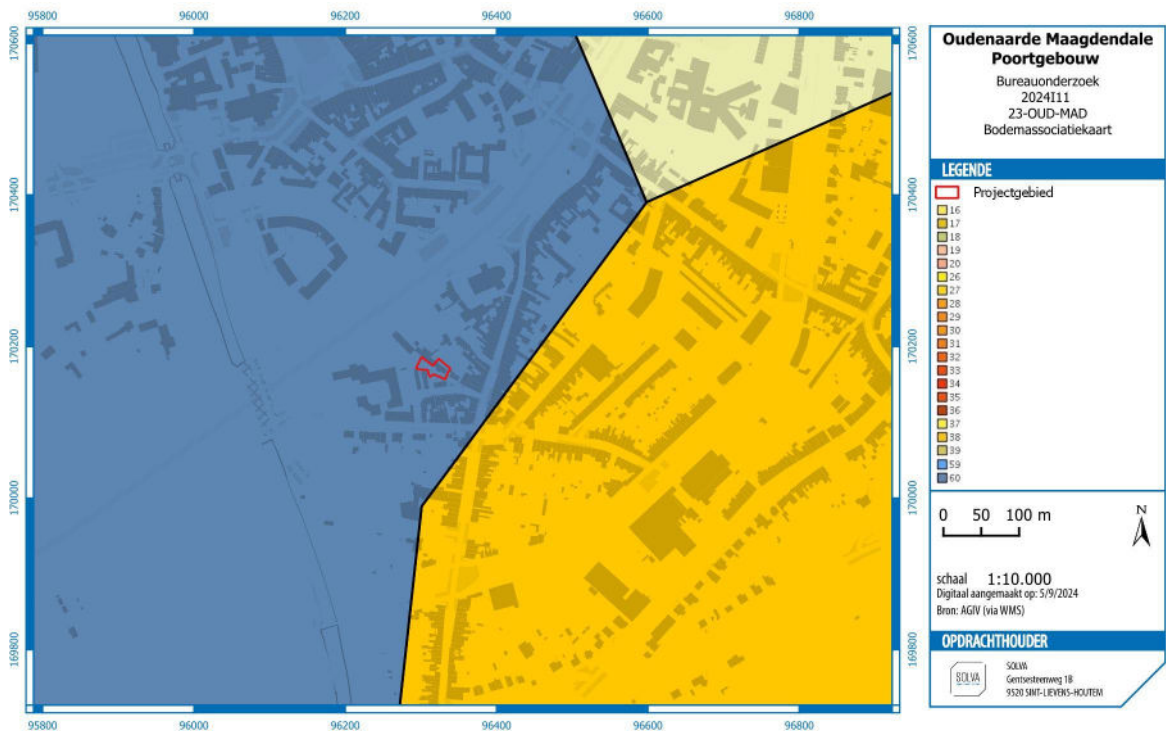 95800 96000 96200 96400 96600 96800
170600 170600
170400 170400
170200 170200
170000 170000
169800 169800
95800 96000 96200 96400 96600 96800
Oudenaarde Maagdendale
Poortgebouw
Bureauonderzoek
2024I11
23-OUD-MAD
Bodemassociatiekaart
LEGENDE
Projectgebied
16
17
18
19
20
26
27
28
29
30
31
32
33
34
35
36
37
38
39
59
60
0 50 100 m
N
schaal 1:10.000
Digitaal aangemaakt op: 5/9/2024
Bron: AGIV (via WMS)
OPDRACHTHOUDER
SOLVA
SOLVA
Gentsesteenweg 1B
9520 SINT-LIEVENS-HOUTEM